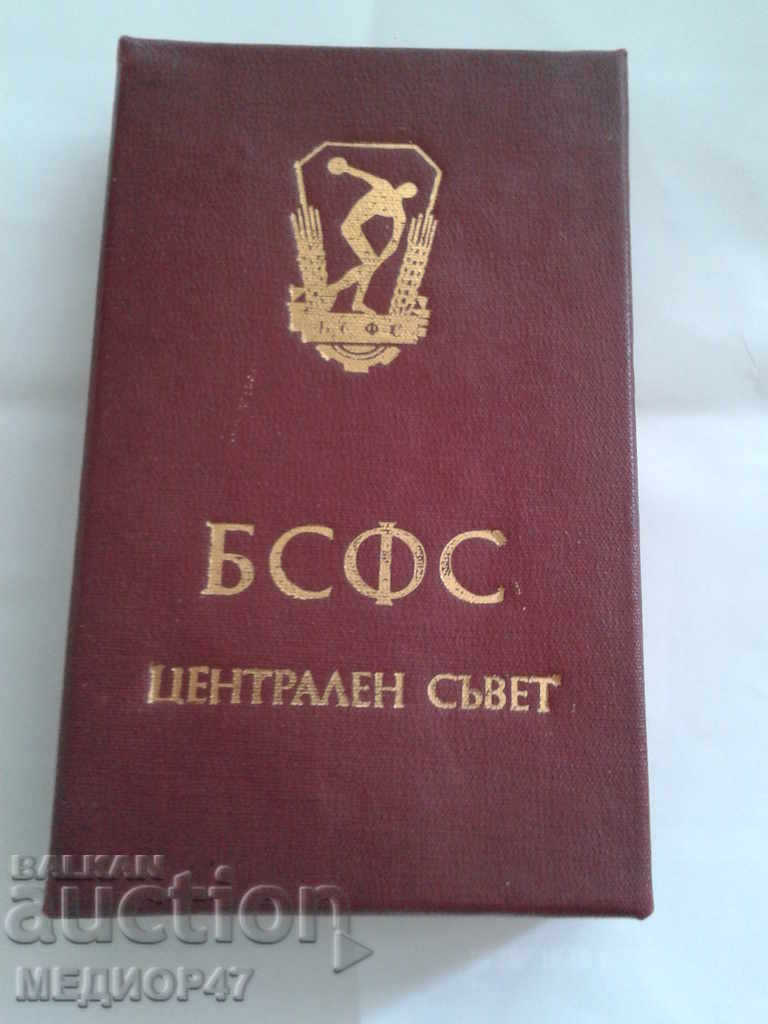 БСФС
БСФС
ЦЕНТРАЛЕН СЪВЕТ
BALKAN
auction
МЕДИОР47